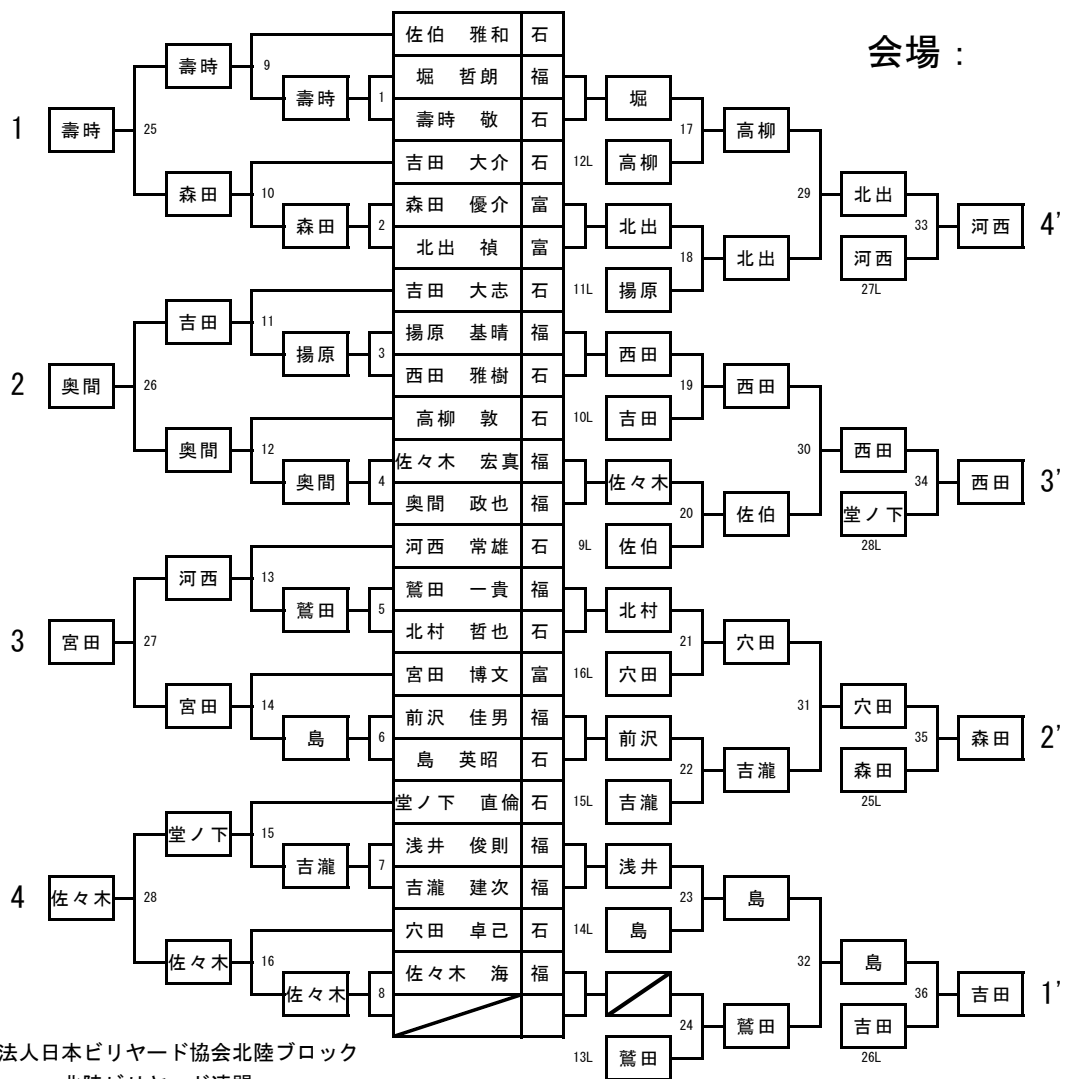 会場：
佐伯 雅和 石
堀 哲朗 福
壽時 敬 石
吉田 大介 石
森田 優介 富
北出 禎 富
吉田 大志 石
揚原 基晴 福
西田 雅樹 石
高柳 敦 石
佐々木 宏真 福
奥間 政也 福
河西 常雄 石
鷲田 一貴 福
北村 哲也 石
宮田 博文 富
前沢 佳男 福
島 英昭 石
堂ノ下 直倫 石
浅井 俊則 福
吉瀧 建次 福
穴田 卓己 石
佐々木 海 福
1 壽時 25 壽時 9 壽時 1
森田 10 森田 2
2 奥間 26 吉田 11 揚原 3
奥間 12 奥間 4
3 宮田 27 河西 13 鷲田 5
宮田 14 島 6
4 佐々木 28 堂ノ下 15 吉瀧 7
佐々木 16 佐々木 8
堀 17 高柳
12L 高柳
29 北出 33 河西 4'
北出 18 北出 河西
27L
11L 揚原
西田 19 西田
10L 吉田
30 西田 34 西田 3'
佐々木 20 佐伯 堂ノ下
28L
9L 佐伯
北村 21 穴田
16L 穴田
31 穴田 35 森田 2'
前沢 22 吉瀧 森田
25L
15L 吉瀧
浅井 23 島
14L 島
32 島 36 吉田 1'
24 鷲田 吉田
26L
13L 鷲田
法人日本ビリヤード協会北陸ブロック
北陸ビリヤード連盟